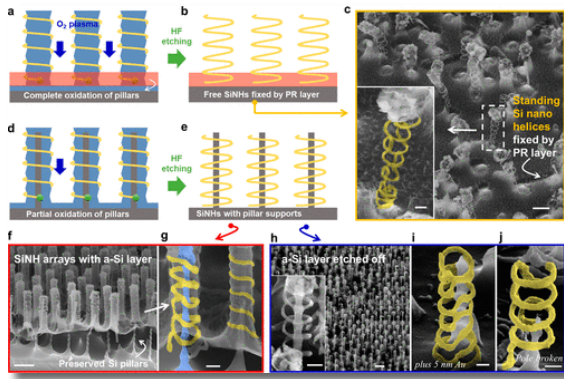 a
O₂ plasma
Complete oxidation of pillars
HF
etching
b
Free SiNHs fixed by PR layer
c
Standing
Si nano
helices
fixed by
PR layer
d
Partial oxidation of pillars
HF
etching
e
SiNHs with pillar supports
f
SiNH arrays with a-Si layer
Preserved Si pillars
g
h
a-Si layer etched off
i
plus 5 nm Au
j
Pole broken